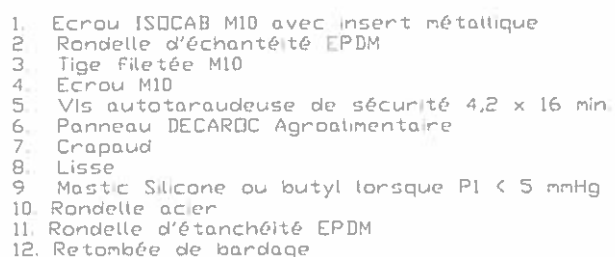 1. Ecrou ISOCAB M10 avec insert métallique
2 Rondelle d'échantéité EPDM
3 Tige filetée M10
4. Ecrou M10
5. Vis autotaraudeuse de sécurité 4,2 x 16 min.
6. Panneau DECAROC Agroalimentaire
7. Crapaud
8. Lisse
9 Mastic Silicone ou butyl lorsque P1 < 5 mmHg
10. Rondelle acier
11. Rondelle d'étanchéité EPDM
12. Retombée de bardage